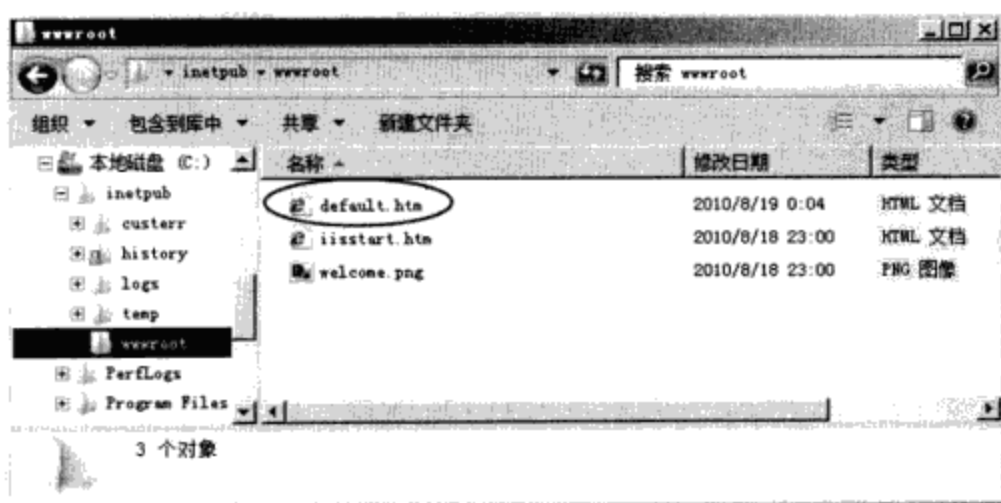 wwwroot
inetpub wwwroot
搜索 wwwroot
组织 包含到库中 共享 新建文件夹
本地磁盘 (C:)
inetpub
custerr
history
logs
temp
wwwroot
PerfLogs
Program Files
名称 修改日期 类型
default.htm 2010/8/19 0:04 HTML 文档
iisstart.htm 2010/8/18 23:00 HTML 文档
welcome.png 2010/8/18 23:00 PNG 图像
3 个对象